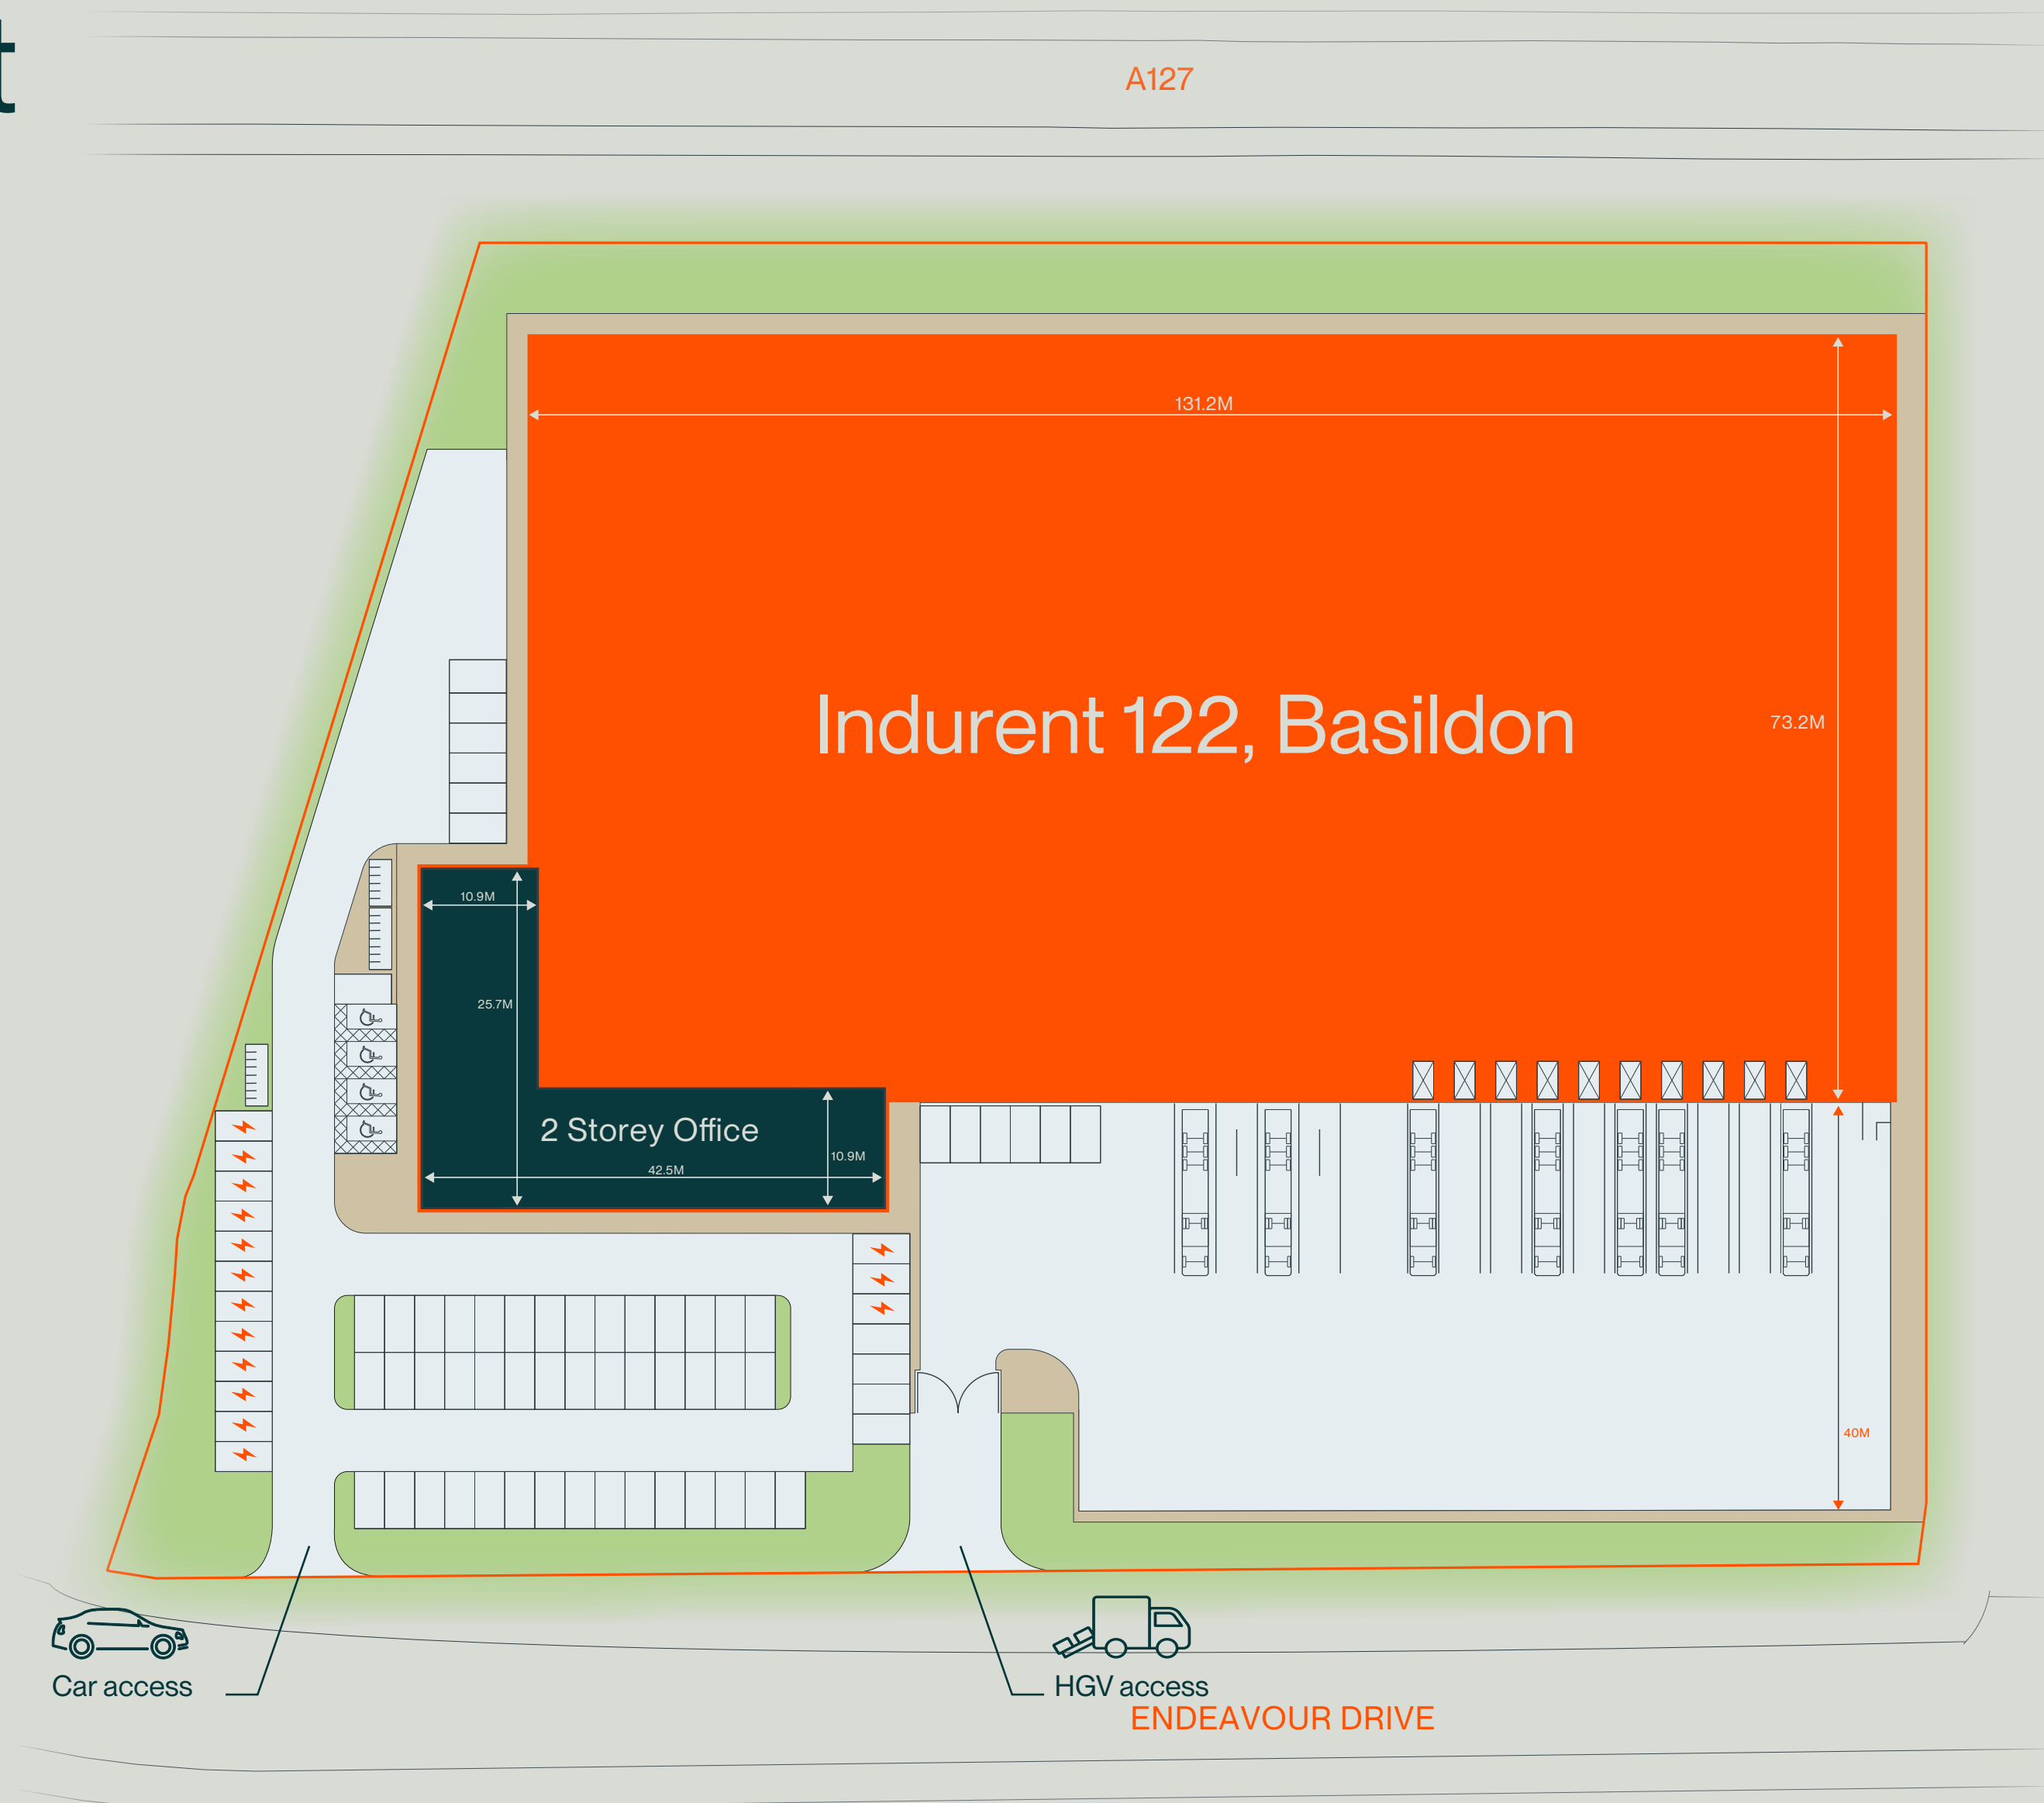 t
A127
131.2M
Indurent 122, Basildon
73.2M
10.9M
25.7M
2 Storey Office
10.9M
42.5M
40M
Car access
HGV access
ENDEAVOUR DRIVE